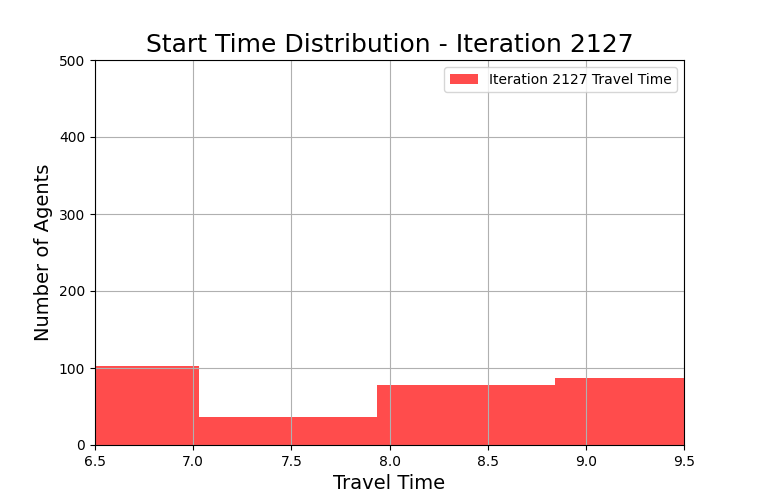 Start Time Distribution - Iteration 2127
Iteration 2127 Travel Time
Number of Agents
500
400
300
200
100
0
6.5 7.0 7.5 8.0 8.5 9.0 9.5
Travel Time